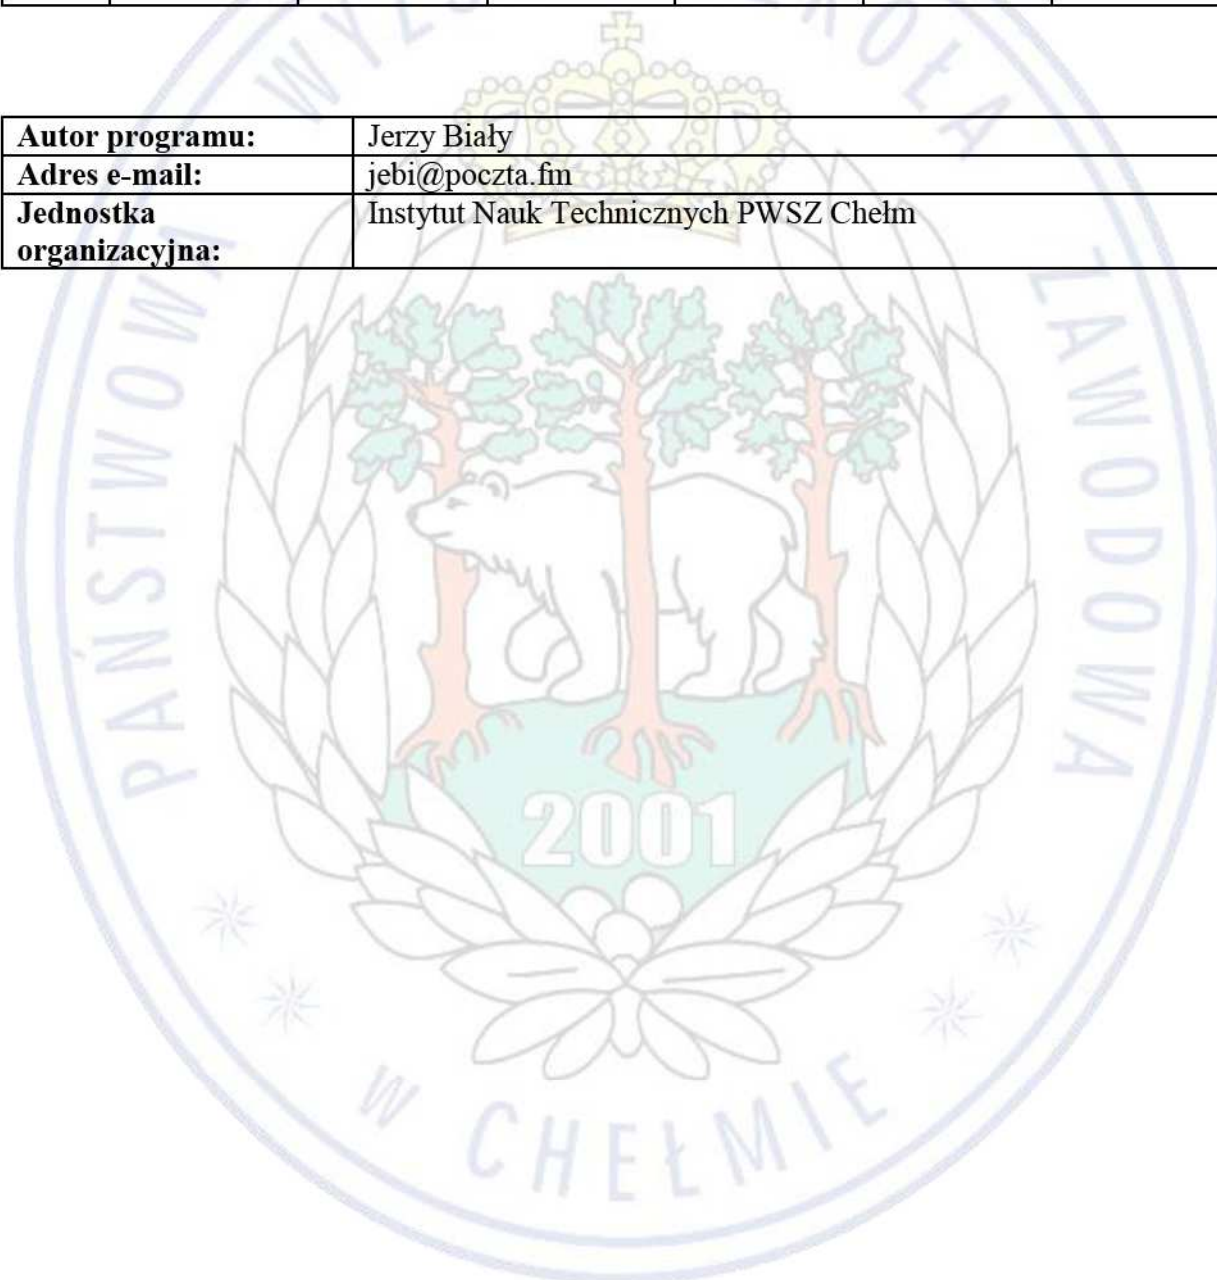 Autor programu: Jerzy Biały
Adres e-mail: jebi@poczta.fm
Jednostka organizacyjna: Instytut Nauk Technicznych PWSZ Chełm
PAŃSTWOWA WYŻSZA SZKOŁA ZAWODOWA
2001
W CHEŁMIE